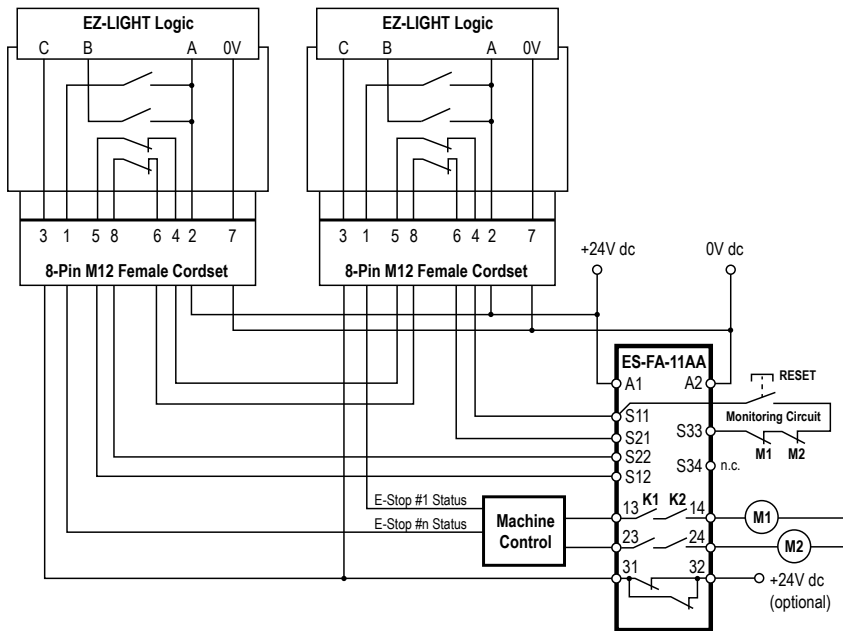 EZ-LIGHT Logic EZ-LIGHT Logic
C B A 0V C B A 0V
3 1 5 8 6 4 2 7 3 1 5 8 6 4 2 7
8-Pin M12 Female Cordset 8-Pin M12 Female Cordset
+24V dc 0V dc
ES-FA-11AA
A1 A2 RESET
S11 Monitoring Circuit
S21 S33
M1 M2
S22 S34 n.c.
S12
E-Stop #1 Status
13 K1 K2 14 M1
E-Stop #n Status
Machine
Control
23 24 M2
31 32
+24V dc
(optional)